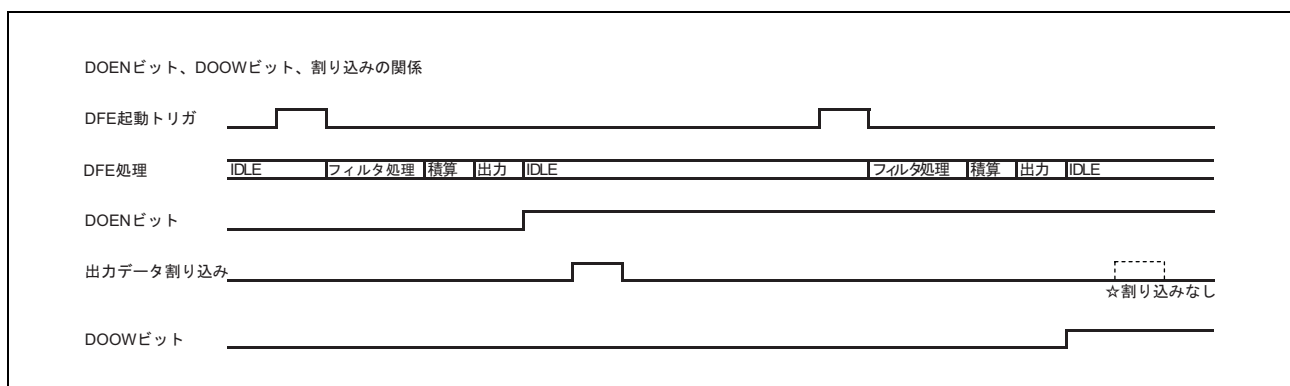 DOENビット、DOOWビット、割り込みの関係
DFE起動トリガ
DFE処理 IDLE フィルタ処理 積算 出力 IDLE フィルタ処理 積算 出力 IDLE
DOENビット
出力データ割り込み
☆割り込みなし
DOOWビット